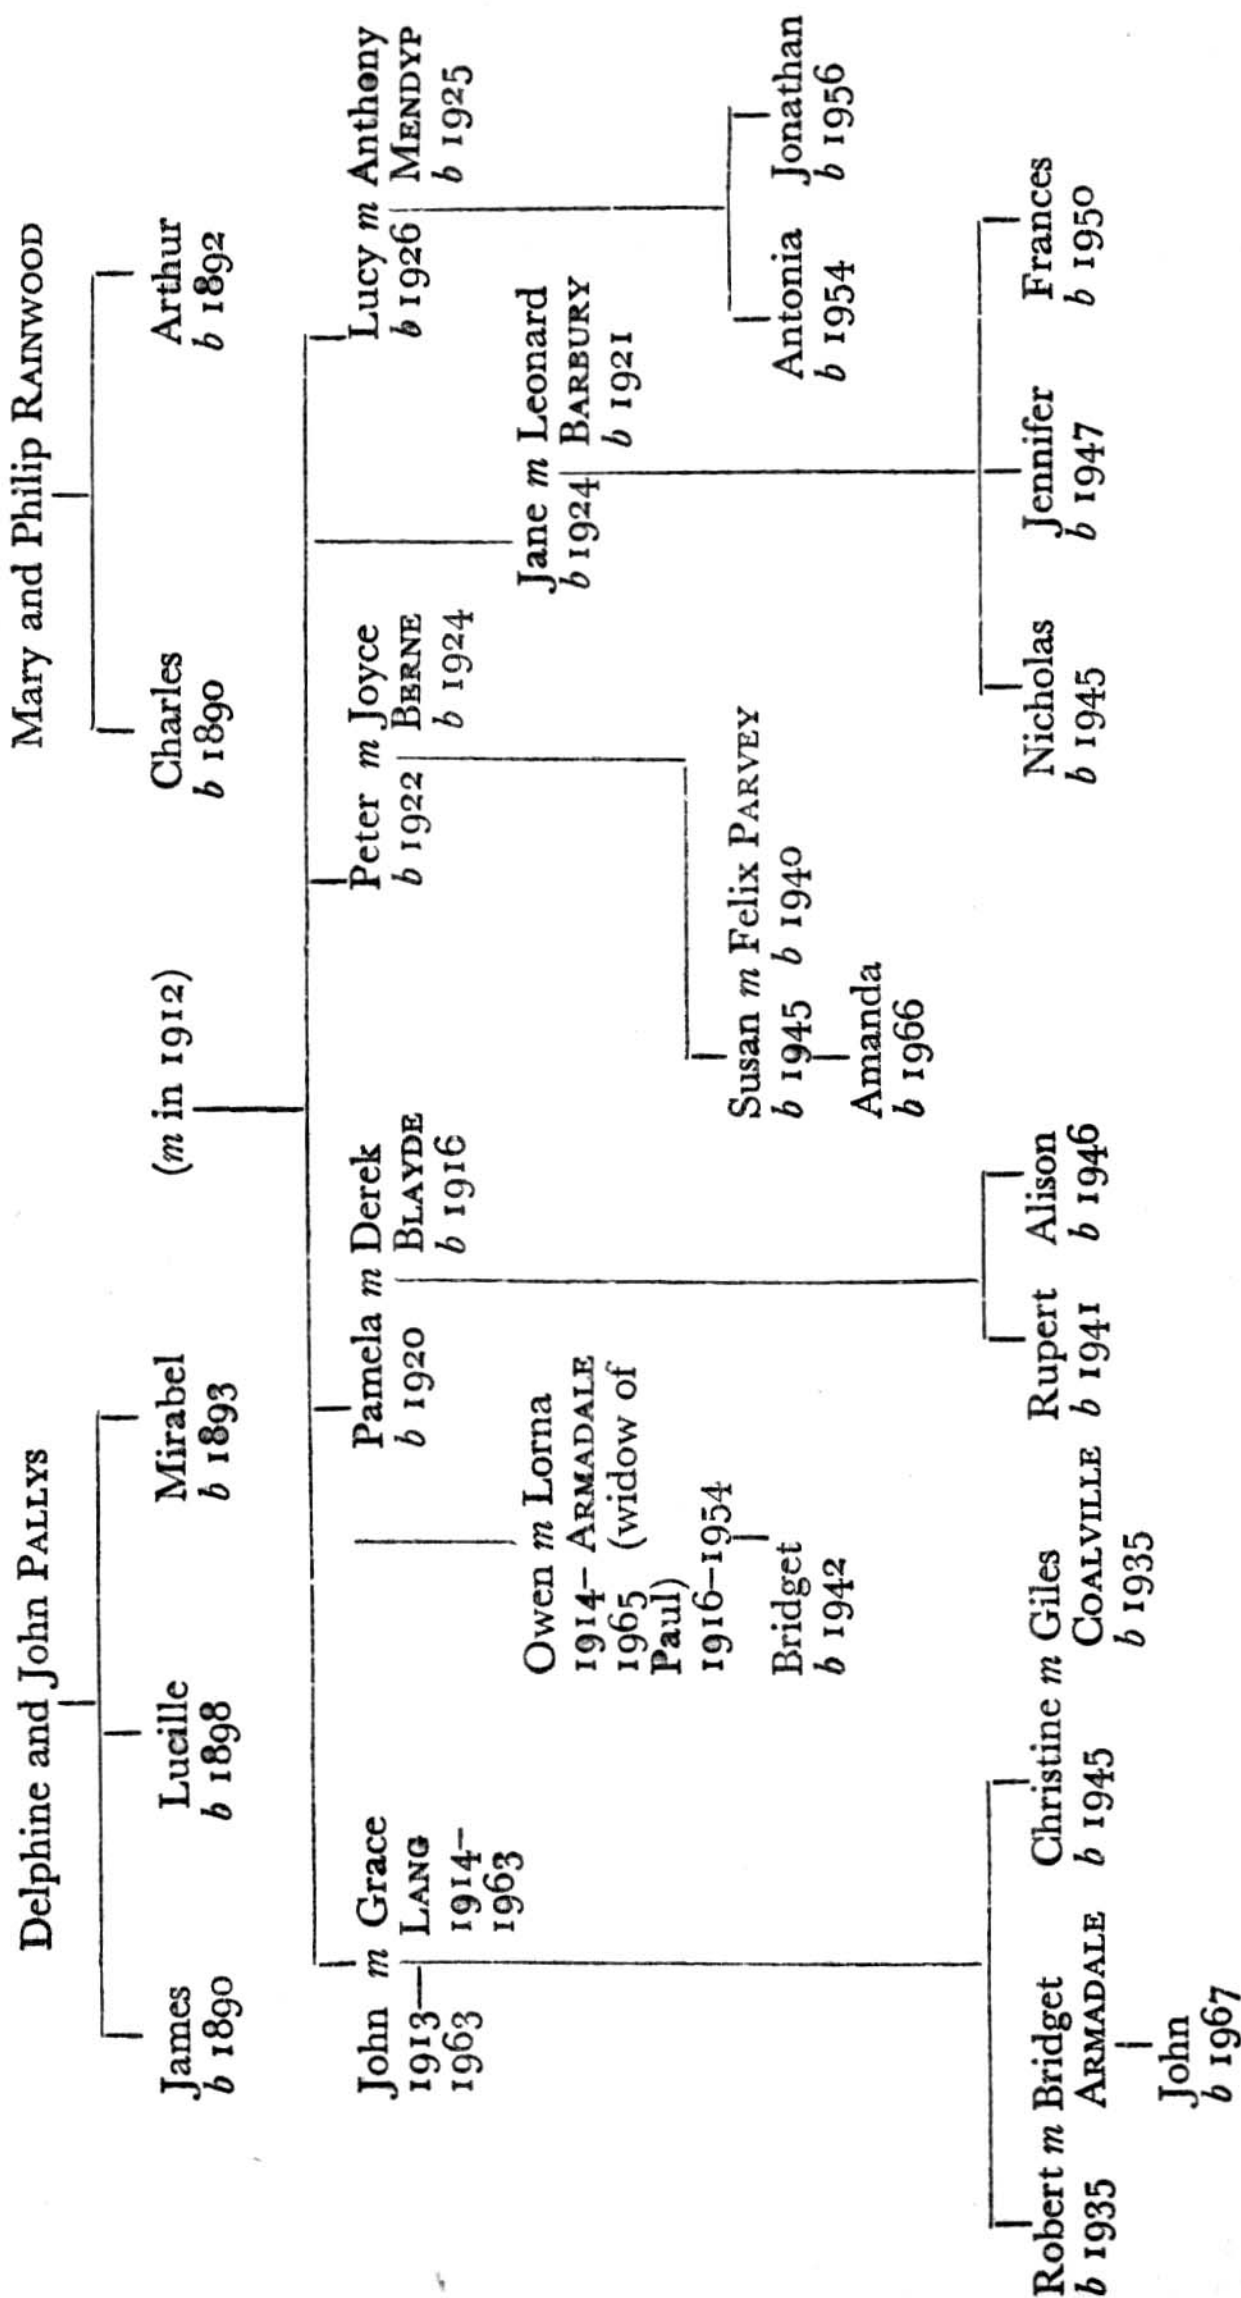 Delphine and John PALLYS
Mary and Philip RAINWOOD
James
b 1890
Lucille
b 1898
Mirabel
b 1893
(m in 1912)
Charles
b 1890
Arthur
b 1892
John m Grace
1913– LANG
1963 1914–
1963
Pamela m Derek
b 1920 BLAYDE
b 1916
Peter m Joyce
b 1922 BERNE
b 1924
Lucy m Anthony
b 1926 MENDYP
b 1925
Owen m Lorna
1914– ARMADALE
1965 (widow of
Paul)
1916–1954
Jane m Leonard
b 1924 BARBURY
b 1921
Bridget
b 1942
Susan m Felix PARVEY
b 1945 b 1940
Amanda
b 1966
Antonia
b 1954
Jonathan
b 1956
Robert m Bridget
b 1935 ARMADALE
John
b 1967
Christine m Giles
b 1945 COALVILLE
b 1935
Rupert
b 1941
Alison
b 1946
Nicholas
b 1945
Jennifer
b 1947
Frances
b 1950